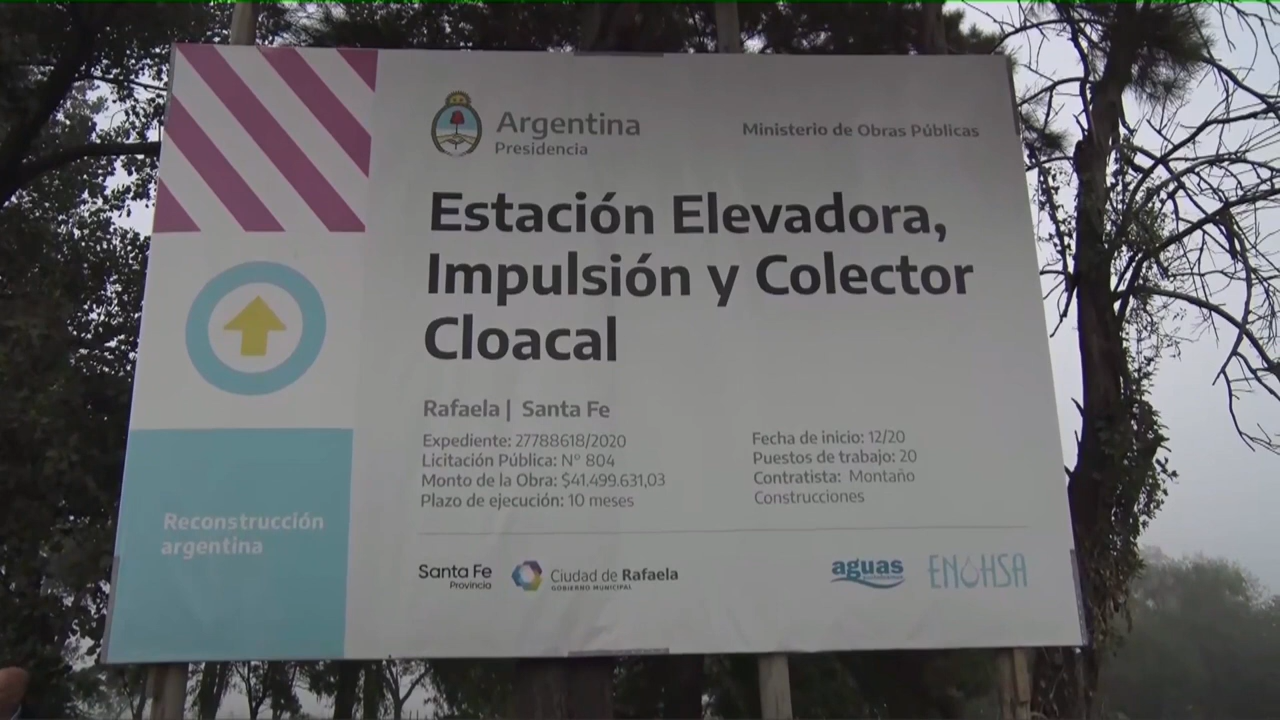 Argentina
Presidencia
Ministerio de Obras Públicas
Estación Elevadora,
Impulsión y Colector
Cloacal
Rafaela | Santa Fe
Expediente: 27788618/2020
Licitación Pública: N° 804
Monto de la Obra: $41.499.631,03
Plazo de ejecución: 10 meses
Fecha de inicio: 12/20
Puestos de trabajo: 20
Contratista: Montaño
Construcciones
Reconstrucción
argentina
Santa Fe
Provincia
Ciudad de Rafaela
GOBIERNO MUNICIPAL
aguas
ENOHSA